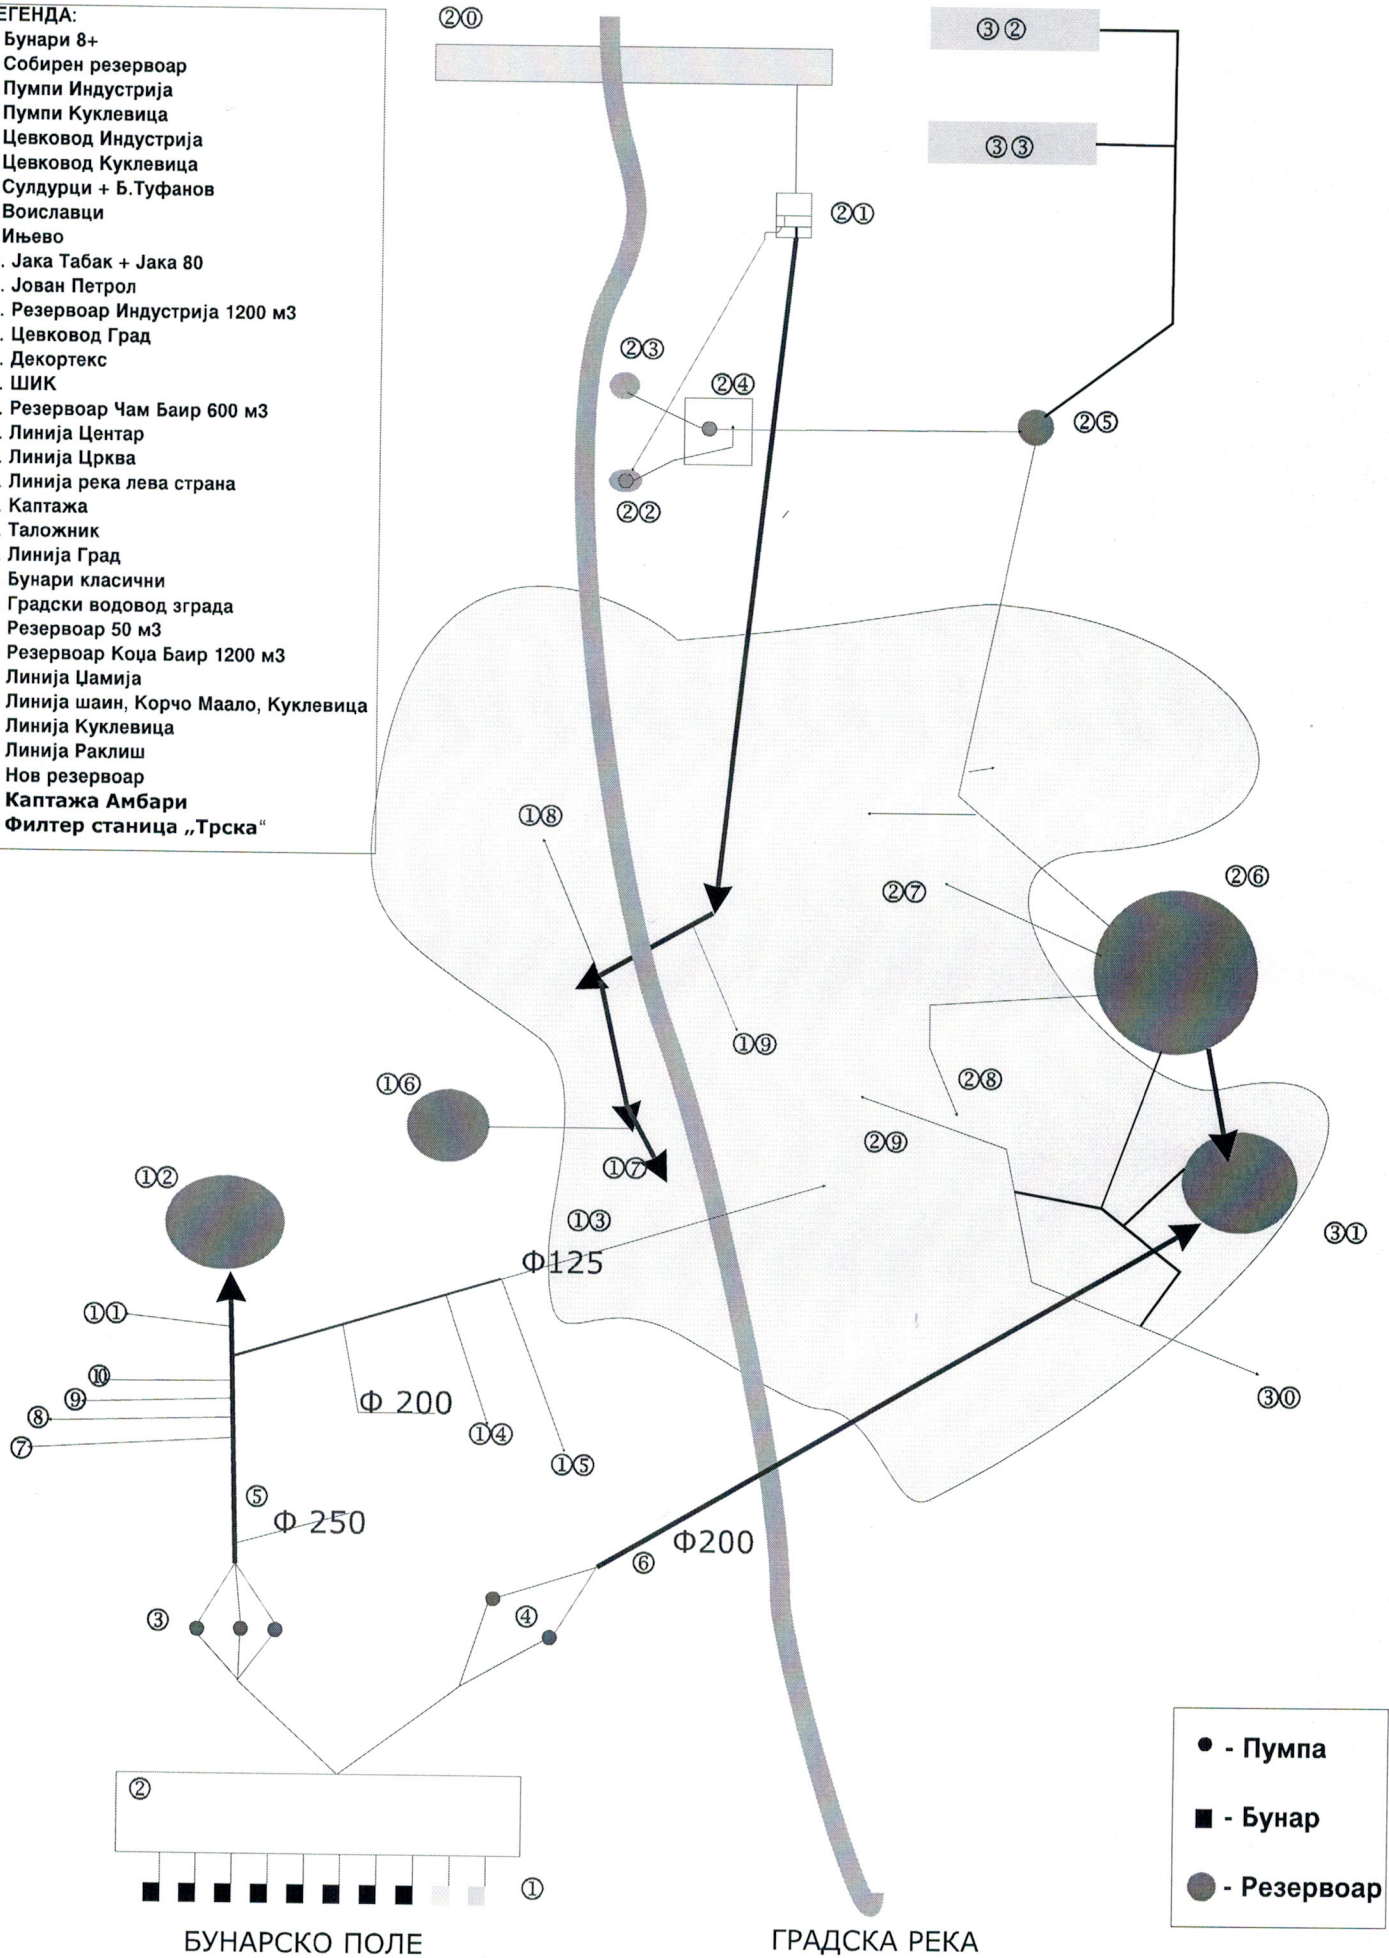 ЕГЕНДА:
Бунари 8+
Собирен резервоар
Пумпи Индустрија
Пумпи Куклевица
Цевковод Индустрија
Цевковод Куклевица
Сулдурци + Б.Туфанов
Воиславци
Ињево
. Јака Табак + Јака 80
. Јован Петрол
. Резервоар Индустрија 1200 м3
. Цевковод Град
. Декортекс
. ШИК
. Резервоар Чам Баир 600 м3
. Линија Центар
. Линија Црква
. Линија река лева страна
. Каптажа
. Таложник
Линија Град
Бунари класични
Градски водовод зграда
Резервоар 50 м3
Резервоар Коџа Баир 1200 м3
Линија Џамија
Линија шаин, Корчо Маало, Куклевица
Линија Куклевица
Линија Раклиш
Нов резервоар
Каптажа Амбари
Филтер станица „Трска“
②⓪
③②
③③
②①
②③
②④
②⑤
②②
①⑧
②⑥
②⑦
①⑨
①⑥
②⑧
②⑨
①⑦
①②
①③
③①
Ф125
①①
⑩
⑨
Ф 200
③⓪
⑧
①④
⑦
①⑤
⑤
Ф 250
Ф200
⑥
③
④
②
①
- Пумпа
- Бунар
- Резервоар
БУНАРСКО ПОЛЕ
ГРАДСКА РЕКА